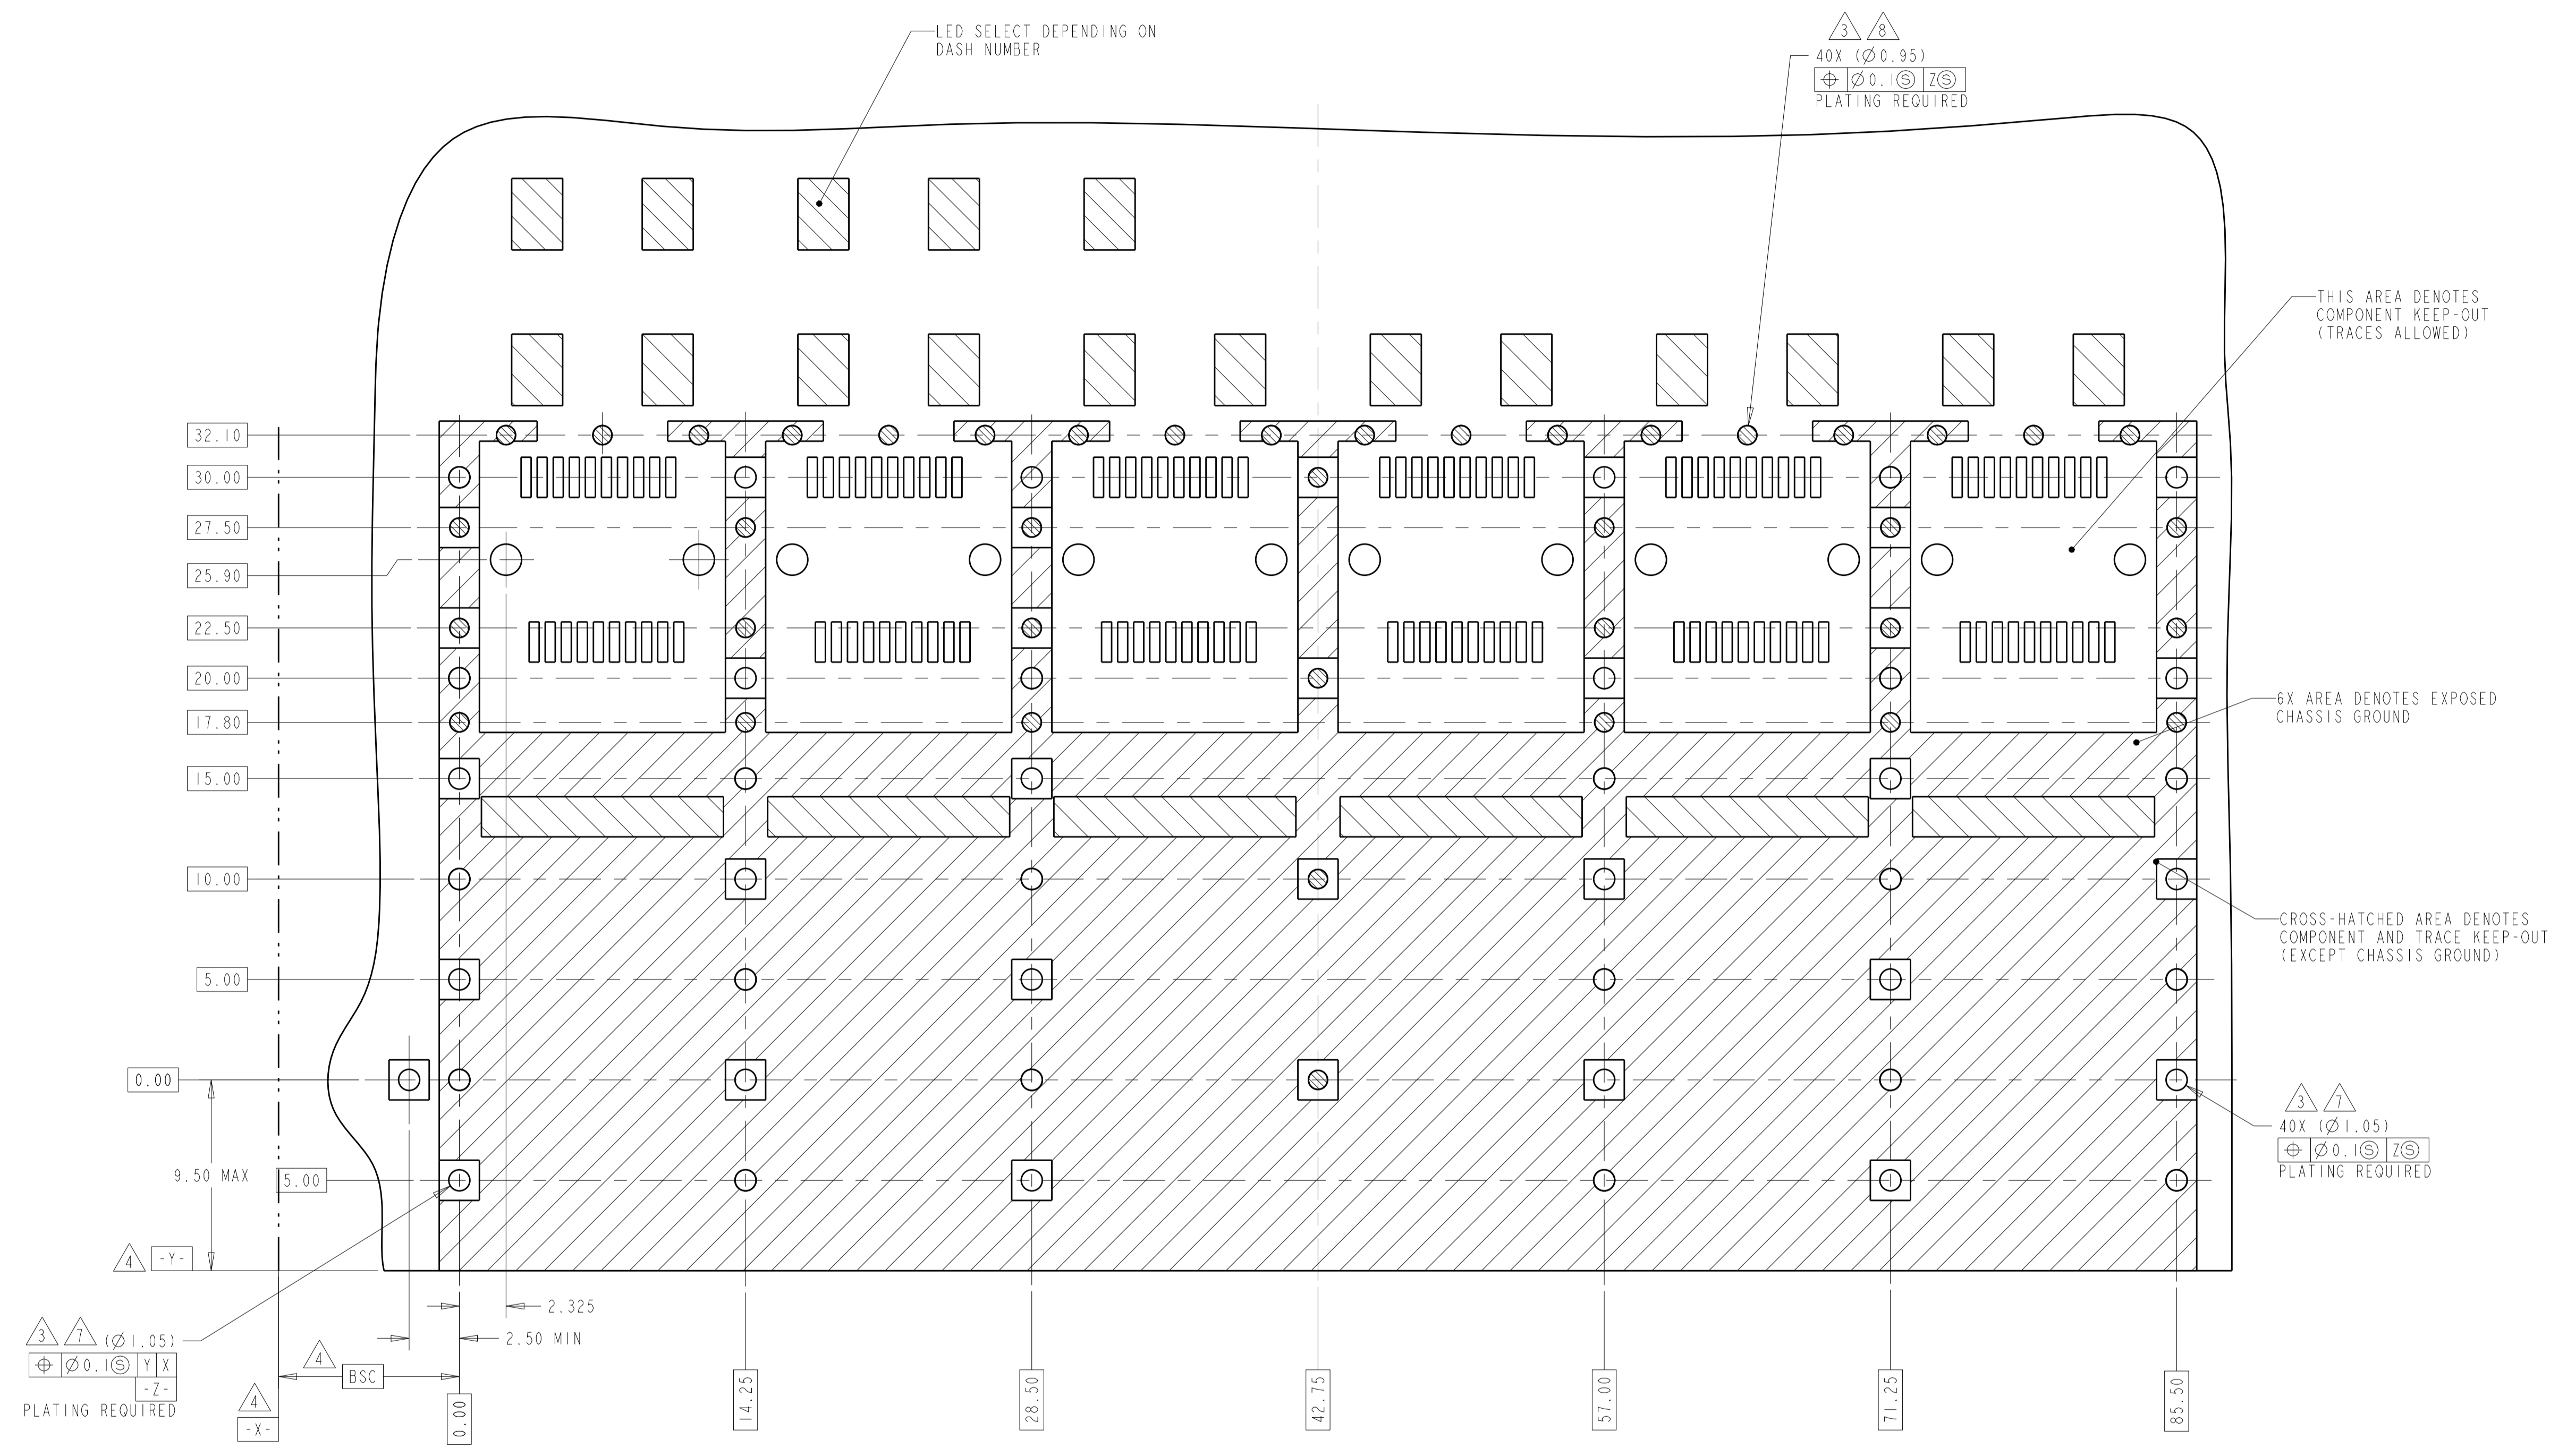 LED SELECT DEPENDING ON
DASH NUMBER
3 8
40X (Ø0.95)
⌖ Ø0.1Ⓢ ZⓈ
PLATING REQUIRED
THIS AREA DENOTES
COMPONENT KEEP-OUT
(TRACES ALLOWED)
32.10
30.00
27.50
25.90
22.50
20.00
17.80
15.00
10.00
5.00
0.00
9.50 MAX
5.00
4 -Y-
6X AREA DENOTES EXPOSED
CHASSIS GROUND
CROSS-HATCHED AREA DENOTES
COMPONENT AND TRACE KEEP-OUT
(EXCEPT CHASSIS GROUND)
3 7
40X (Ø1.05)
⌖ Ø0.1Ⓢ ZⓈ
PLATING REQUIRED
2.325
2.50 MIN
3 7 (Ø1.05)
⌖ Ø0.1Ⓢ Y X
-Z-
PLATING REQUIRED
4
BSC
4
-X-
0.00
14.25
28.50
42.75
57.00
71.25
85.50